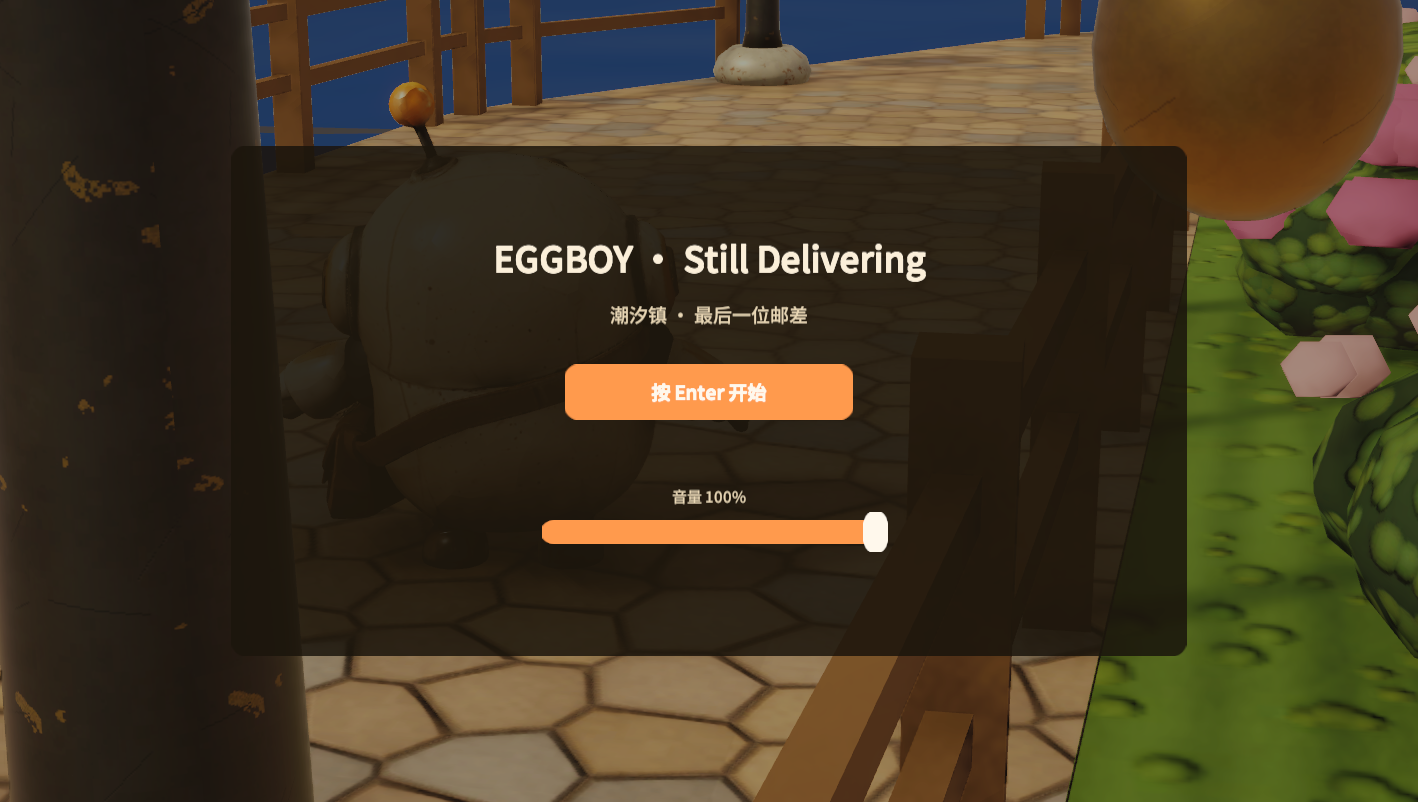 EGGBOY · Still Delivering
潮汐镇 · 最后一位邮差
按 Enter 开始
音量 100%